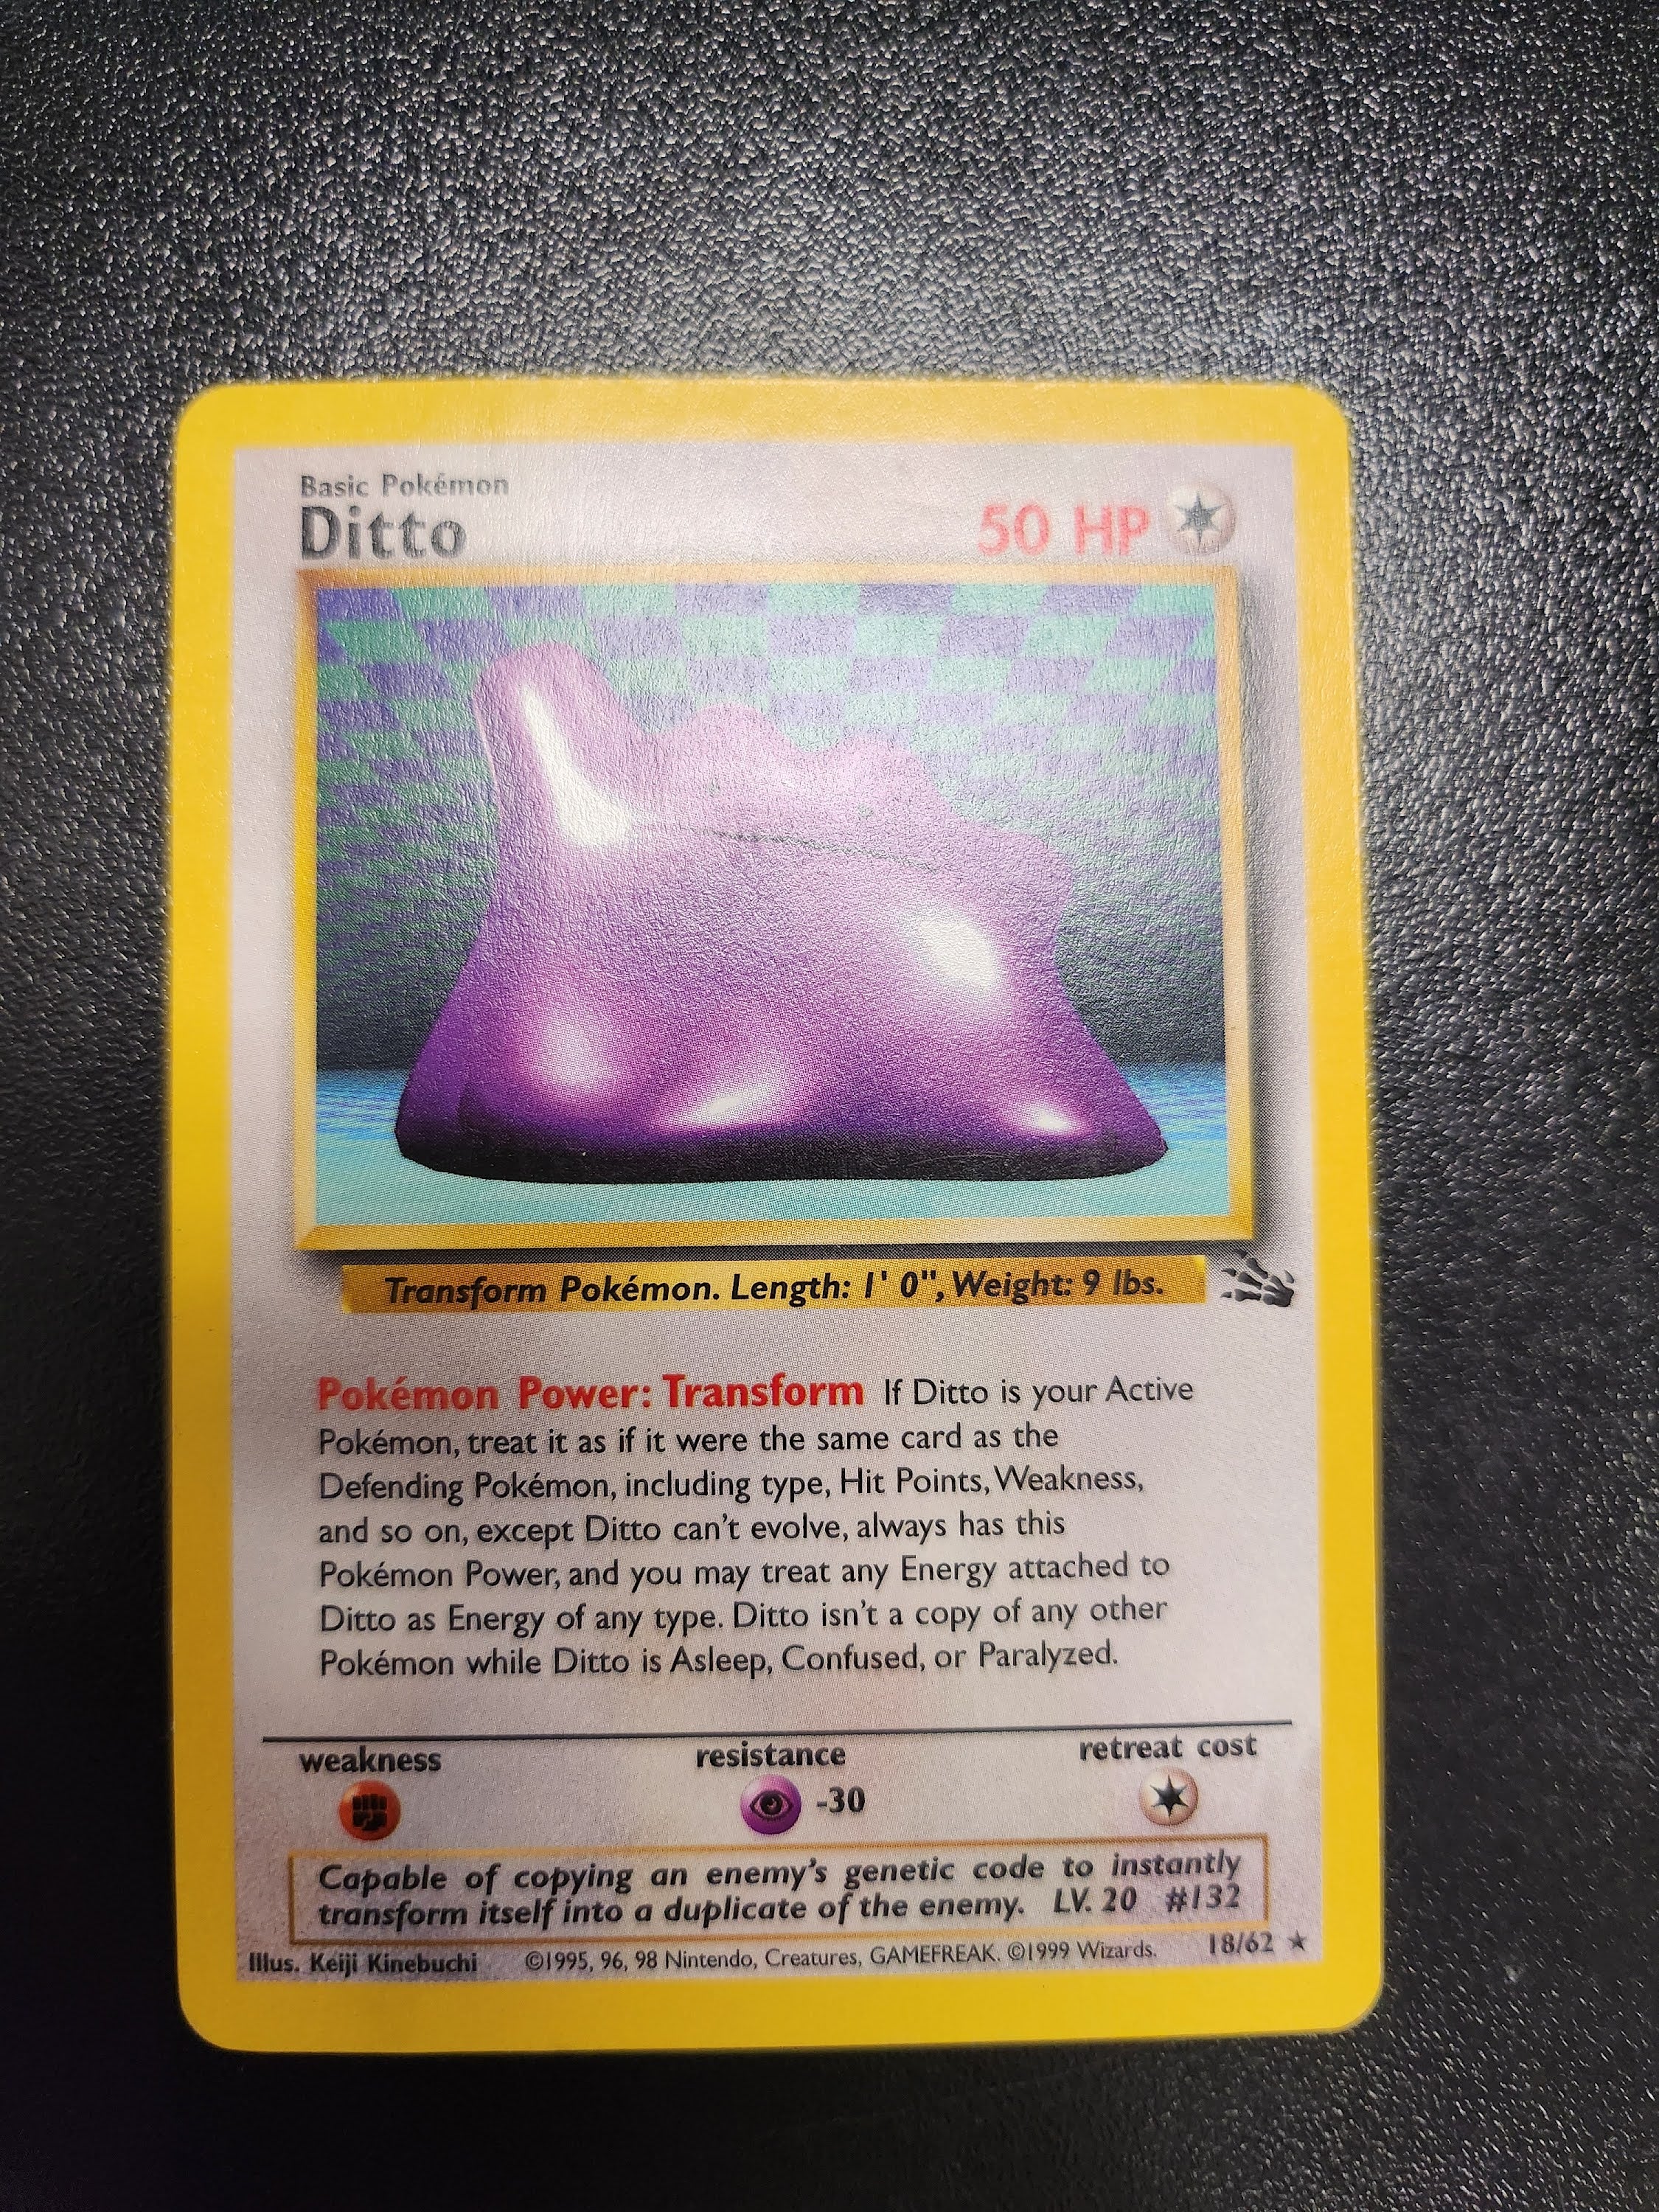 Basic Pokémon
Ditto
50 HP
Transform Pokémon. Length: 1' 0", Weight: 9 lbs.
Pokémon Power: Transform If Ditto is your Active
Pokémon, treat it as if it were the same card as the
Defending Pokémon, including type, Hit Points, Weakness,
and so on, except Ditto can't evolve, always has this
Pokémon Power, and you may treat any Energy attached to
Ditto as Energy of any type. Ditto isn't a copy of any other
Pokémon while Ditto is Asleep, Confused, or Paralyzed.
weakness resistance retreat cost
-30
Capable of copying an enemy's genetic code to instantly
transform itself into a duplicate of the enemy. LV. 20 #132
Illus. Keiji Kinebuchi ©1995, 96, 98 Nintendo, Creatures, GAMEFREAK. ©1999 Wizards. 18/62 ★